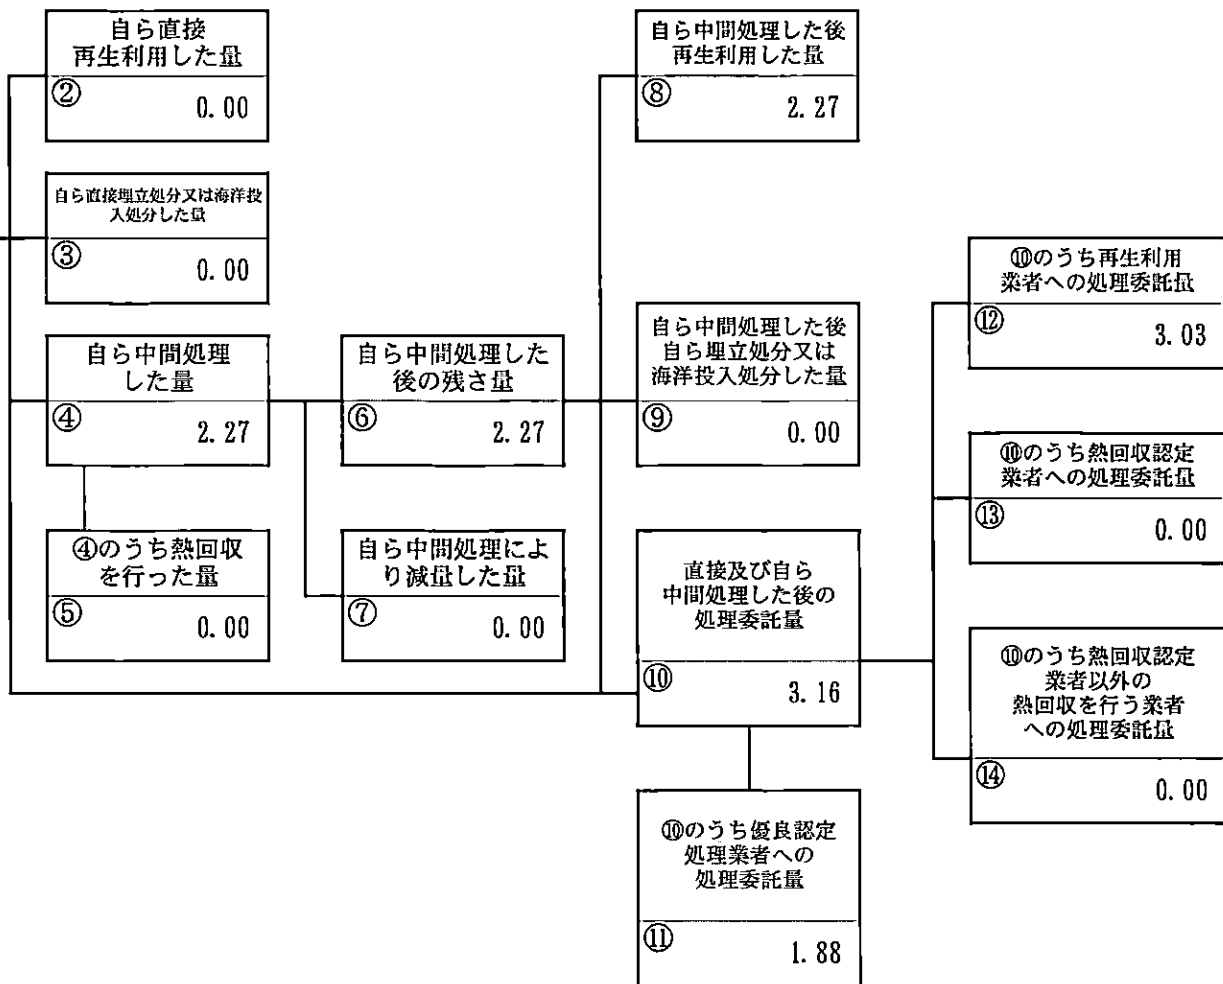 自ら直接
再生利用した量
②
0.00
自ら直接埋立処分又は海洋投
入処分した量
③
0.00
自ら中間処理
した量
④
2.27
④のうち熱回収
を行った量
⑤
0.00
自ら中間処理した
後の残さ量
⑥
2.27
自ら中間処理によ
り減量した量
⑦
0.00
自ら中間処理した後
再生利用した量
⑧
2.27
自ら中間処理した後
自ら埋立処分又は
海洋投入処分した量
⑨
0.00
直接及び自ら
中間処理した後の
処理委託量
⑩
3.16
⑩のうち優良認定
処理業者への
処理委託量
⑪
1.88
⑩のうち再生利用
業者への処理委託量
⑫
3.03
⑩のうち熱回収認定
業者への処理委託量
⑬
0.00
⑩のうち熱回収認定
業者以外の
熱回収を行う業者
への処理委託量
⑭
0.00